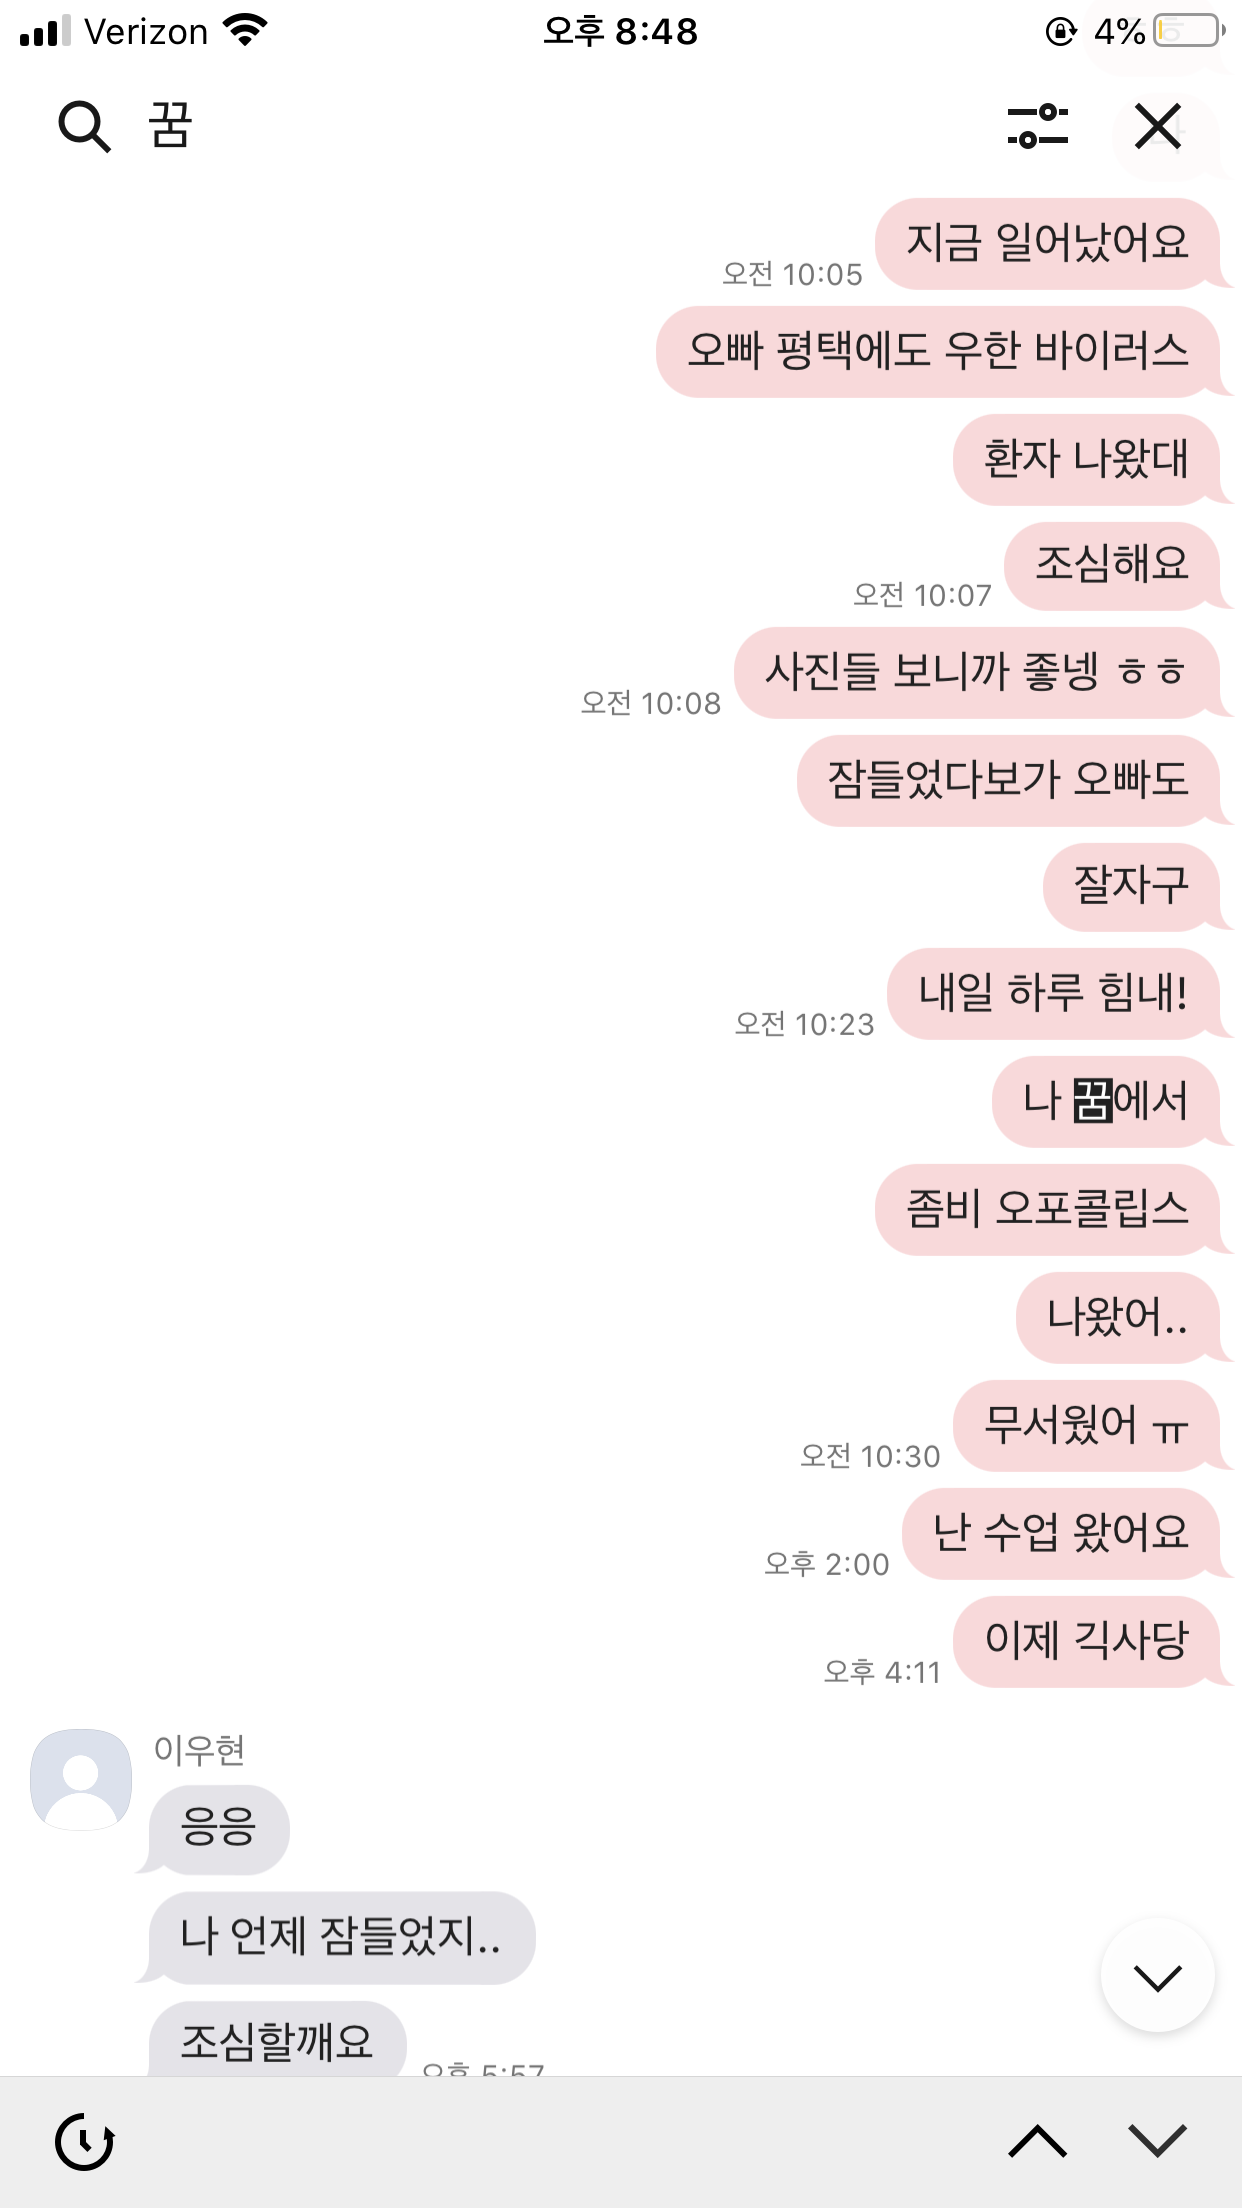 Verizon 오후 8:48 4%
꿈
지금 일어났어요
오전 10:05
오빠 평택에도 우한 바이러스
환자 나왔대
조심해요
오전 10:07
사진들 보니까 좋넹 ㅎㅎ
오전 10:08
잠들었다보가 오빠도
잘자구
내일 하루 힘내!
오전 10:23
나 꿈에서
좀비 오포콜립스
나왔어..
무서웠어 ㅠ
오전 10:30
난 수업 왔어요
오후 2:00
이제 긱사당
오후 4:11
이우현
응응
나 언제 잠들었지..
조심할깨요
오후 5:57